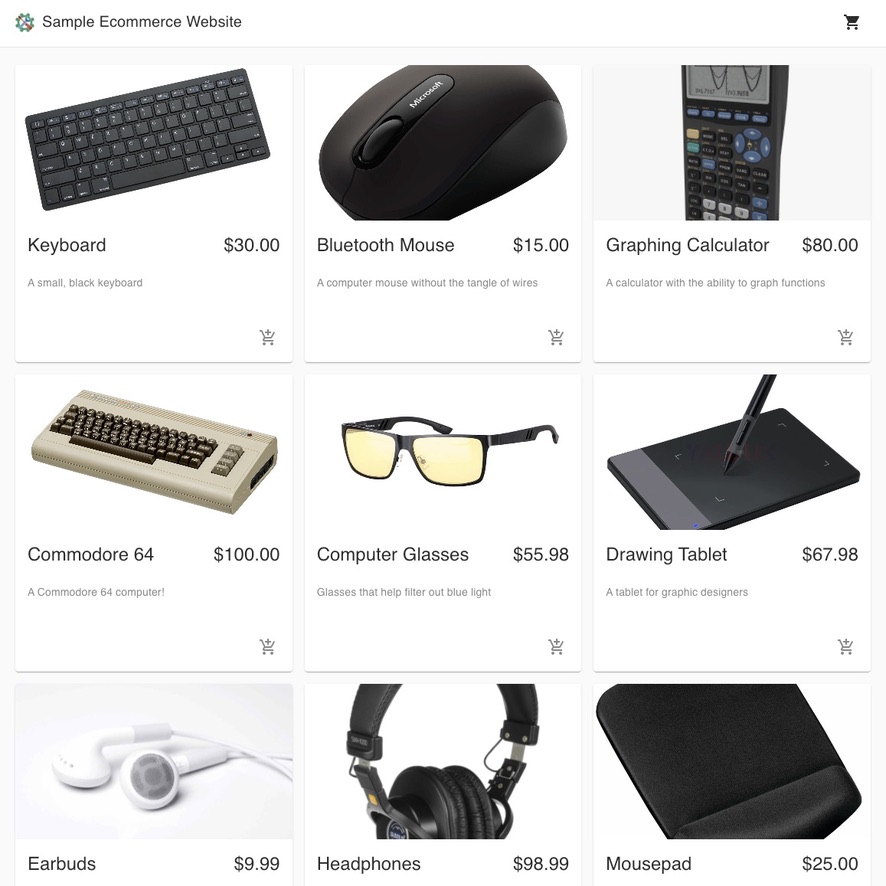 Sample Ecommerce Website
Microsoft
Keyboard $30.00
A small, black keyboard
Bluetooth Mouse $15.00
A computer mouse without the tangle of wires
Graphing Calculator $80.00
A calculator with the ability to graph functions
Commodore 64 $100.00
A Commodore 64 computer!
Computer Glasses $55.98
Glasses that help filter out blue light
Drawing Tablet $67.98
A tablet for graphic designers
Earbuds $9.99
Headphones $98.99
Mousepad $25.00